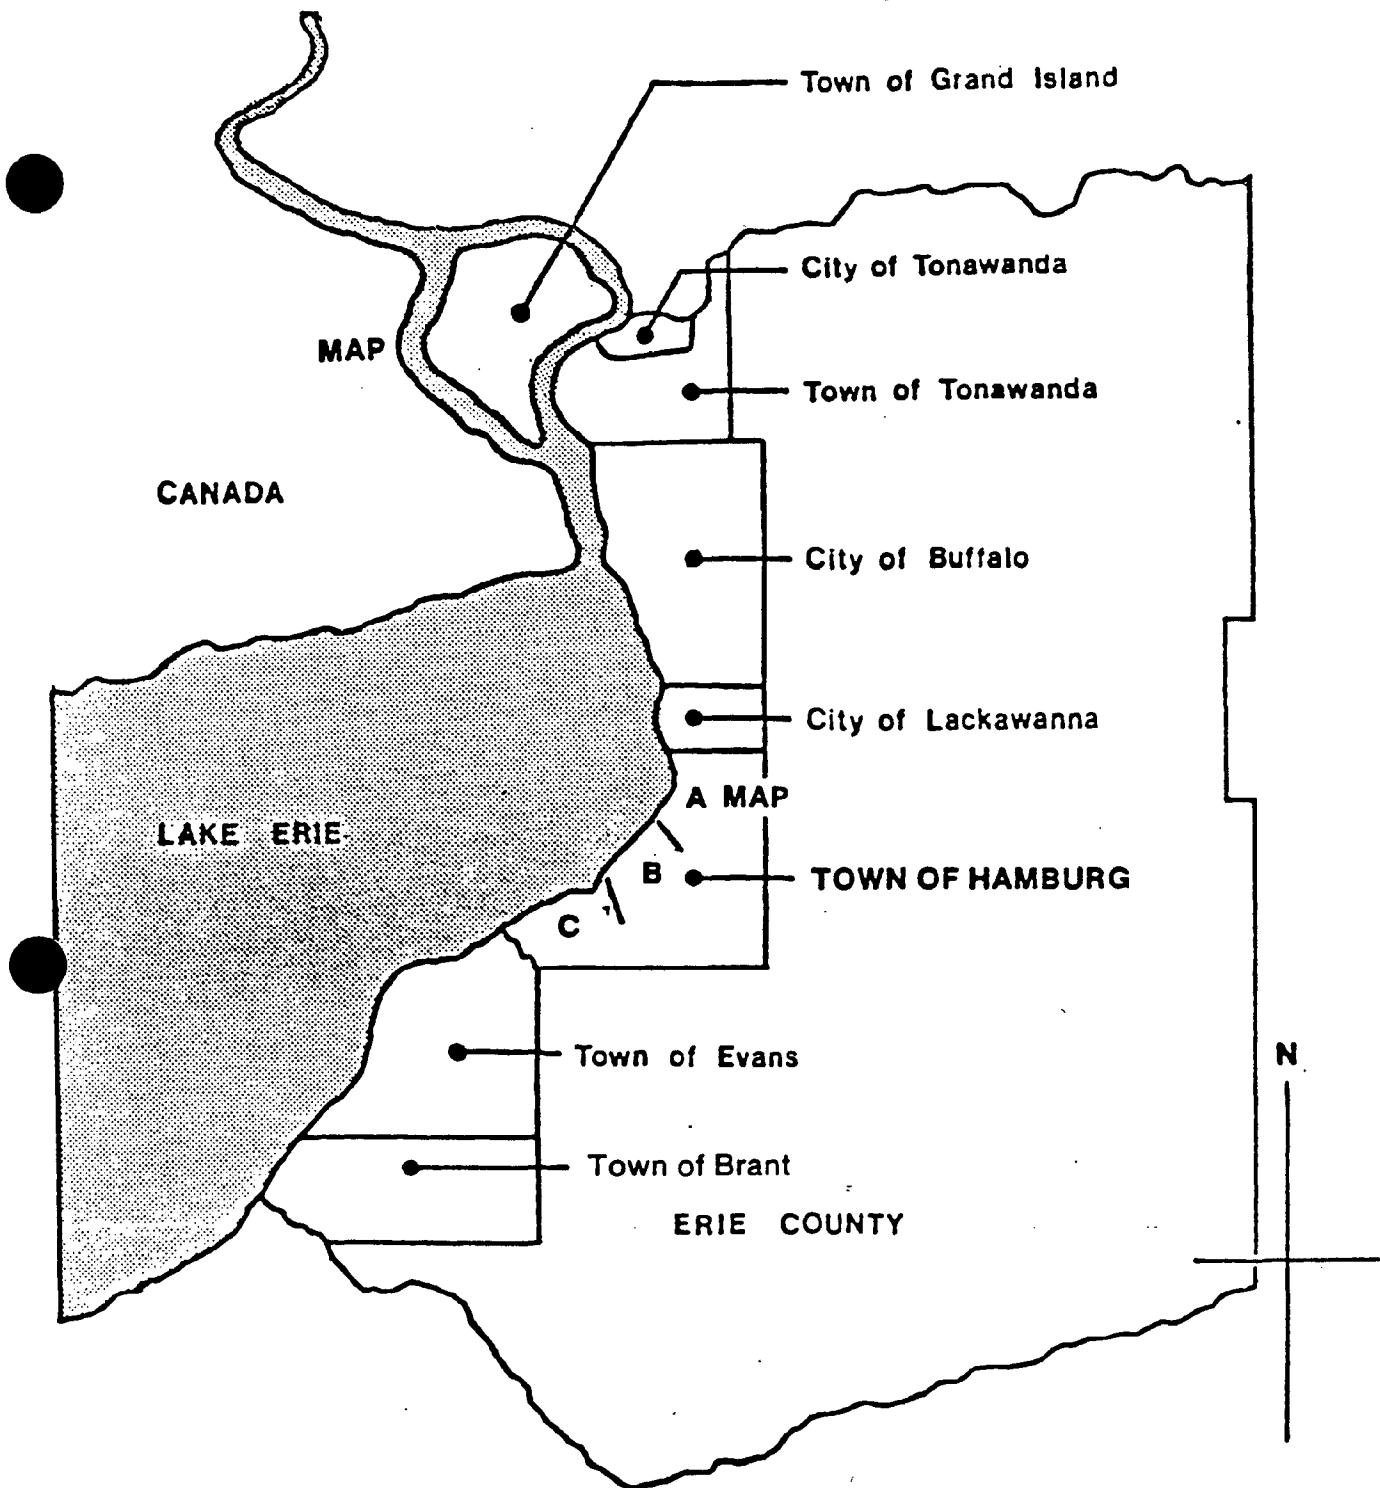 Town of Grand Island
City of Tonawanda
MAP
Town of Tonawanda
CANADA
City of Buffalo
City of Lackawanna
A MAP
LAKE ERIE
B
TOWN OF HAMBURG
C
N
Town of Evans
Town of Brant
ERIE COUNTY